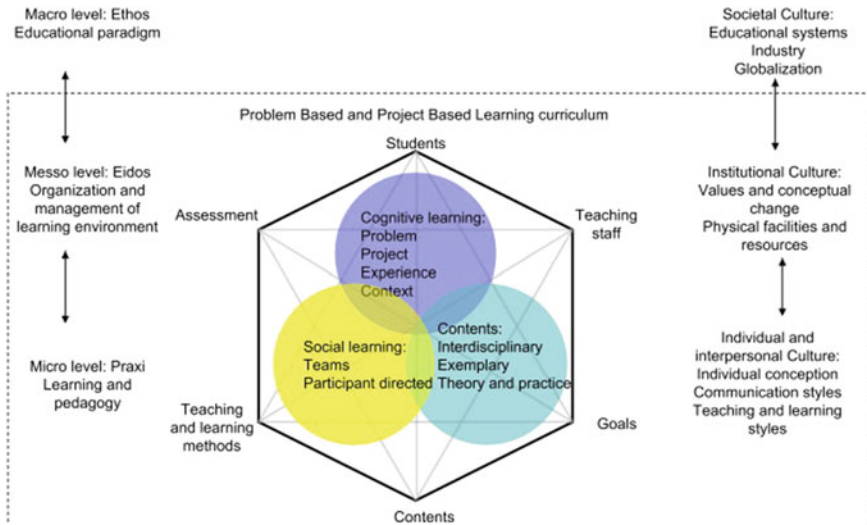 Macro level: Ethos
Educational paradigm
Societal Culture:
Educational systems
Industry
Globalization
Problem Based and Project Based Learning curriculum
Students
Messo level: Eidos
Organization and
management of
learning environment
Assessment
Cognitive learning:
Problem
Project
Experience
Context
Teaching
staff
Institutional Culture:
Values and conceptual
change
Physical facilities and
resources
Micro level: Praxi
Learning and
pedagogy
Social learning:
Teams
Participant directed
Contents:
Interdisciplinary
Exemplary
Theory and practice
Individual and
interpersonal Culture:
Individual conception
Communication styles
Teaching and learning
styles
Teaching
and learning
methods
Goals
Contents